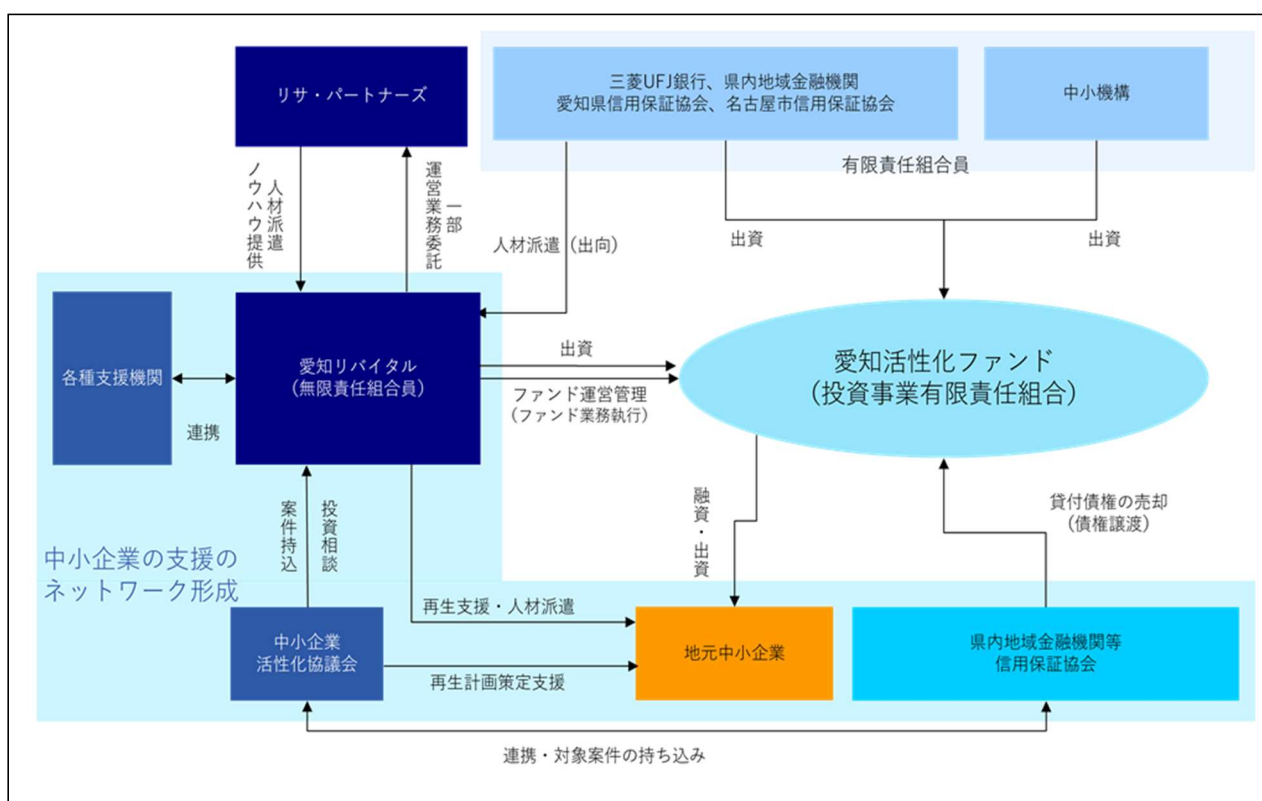 リサ・パートナーズ
三菱UFJ銀行、県内地域金融機関
愛知県信用保証協会、名古屋市信用保証協会
中小機構
有限責任組合員
人材派遣
ノウハウ提供
一部
運営業務委託
人材派遣（出向）
出資
出資
各種支援機関
連携
愛知リバイタル
（無限責任組合員）
出資
ファンド運営管理
（ファンド業務執行）
愛知活性化ファンド
（投資事業有限責任組合）
投資相談
案件持込
融資・出資
貸付債権の売却
（債権譲渡）
中小企業の支援の
ネットワーク形成
再生支援・人材派遣
中小企業
活性化協議会
再生計画策定支援
地元中小企業
県内地域金融機関等
信用保証協会
連携・対象案件の持ち込み